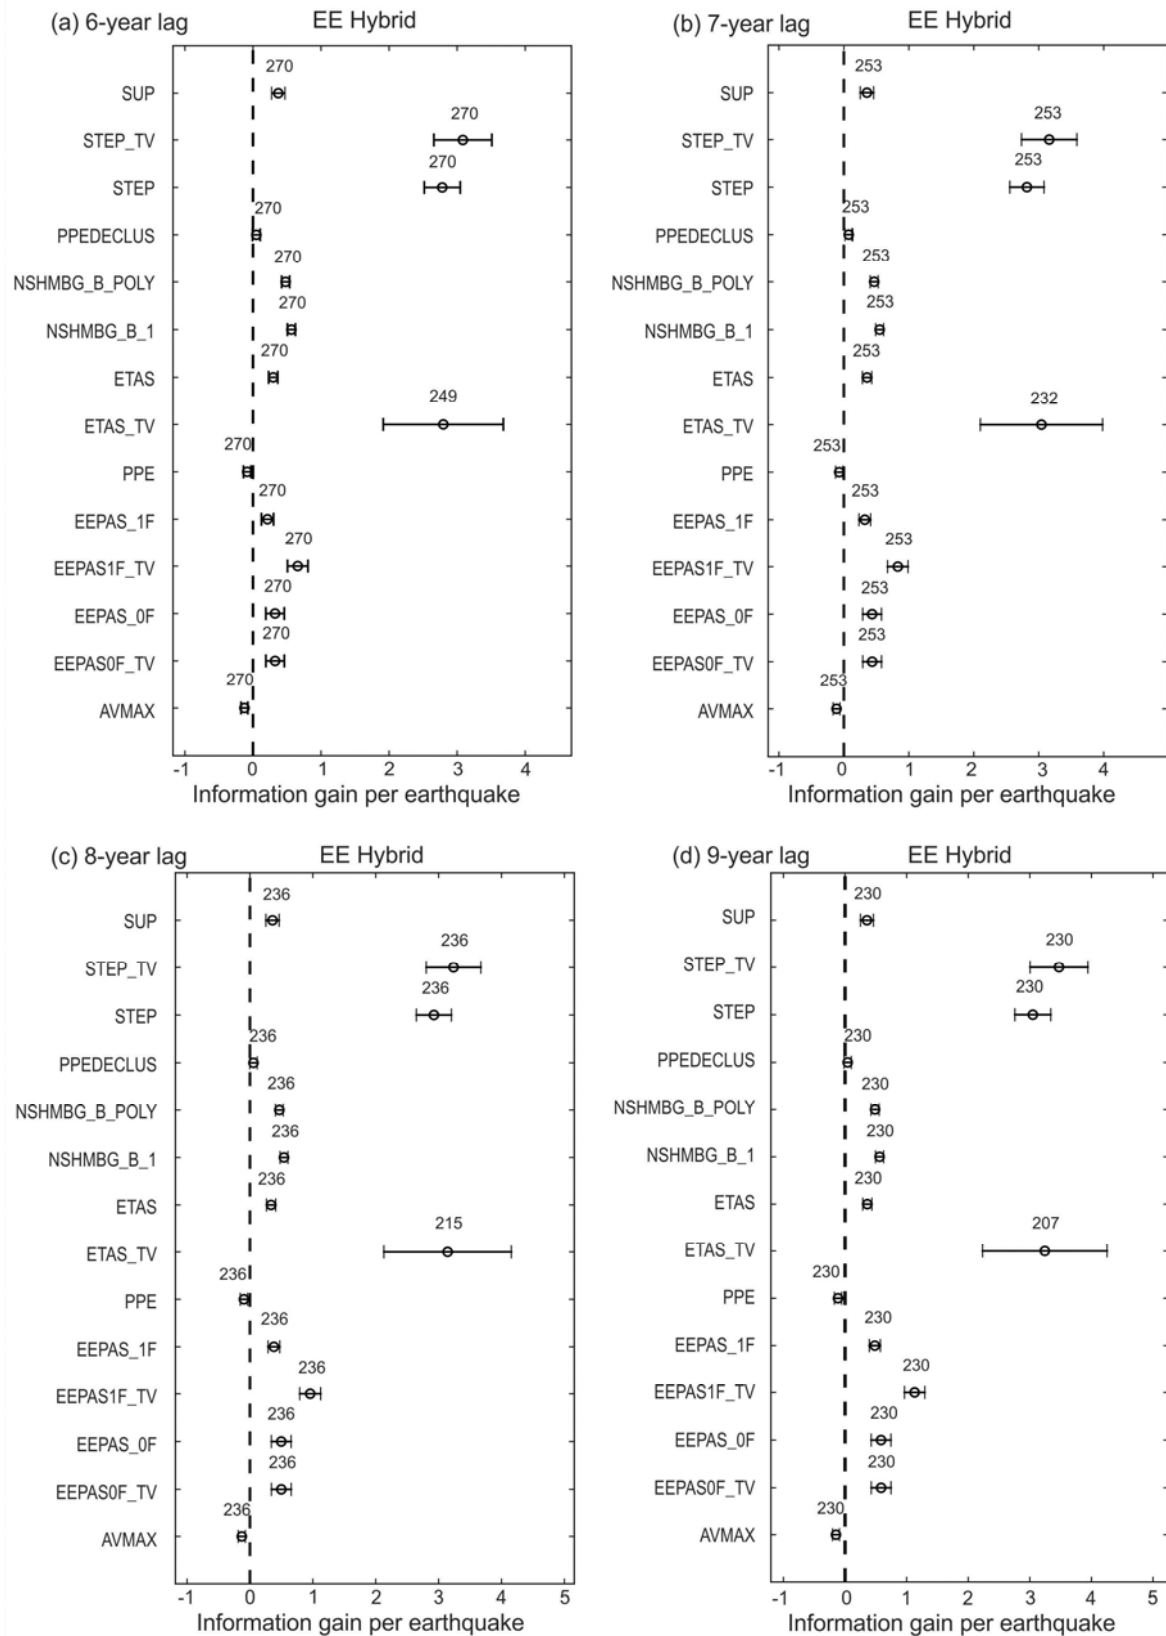 (a) 6-year lag EE Hybrid
270
SUP
270
STEP_TV
270
STEP
270
PPEDECLUS
270
NSHMBG_B_POLY
270
NSHMBG_B_1
270
ETAS
249
ETAS_TV
270
PPE
270
EEPAS_1F
270
EEPAS1F_TV
270
EEPAS_0F
270
EEPAS0F_TV
270
AVMAX
-1 0 1 2 3 4
Information gain per earthquake
(b) 7-year lag EE Hybrid
253
SUP
253
STEP_TV
253
STEP
253
PPEDECLUS
253
NSHMBG_B_POLY
253
NSHMBG_B_1
253
ETAS
232
ETAS_TV
253
PPE
253
EEPAS_1F
253
EEPAS1F_TV
253
EEPAS_0F
253
EEPAS0F_TV
253
AVMAX
-1 0 1 2 3 4
Information gain per earthquake
(c) 8-year lag EE Hybrid
236
SUP
236
STEP_TV
236
STEP
236
PPEDECLUS
236
NSHMBG_B_POLY
236
NSHMBG_B_1
236
ETAS
215
ETAS_TV
236
PPE
236
EEPAS_1F
236
EEPAS1F_TV
236
EEPAS_0F
236
EEPAS0F_TV
236
AVMAX
-1 0 1 2 3 4 5
Information gain per earthquake
(d) 9-year lag EE Hybrid
230
SUP
230
STEP_TV
230
STEP
230
PPEDECLUS
230
NSHMBG_B_POLY
230
NSHMBG_B_1
230
ETAS
207
ETAS_TV
230
PPE
230
EEPAS_1F
230
EEPAS1F_TV
230
EEPAS_0F
230
EEPAS0F_TV
230
AVMAX
-1 0 1 2 3 4 5
Information gain per earthquake